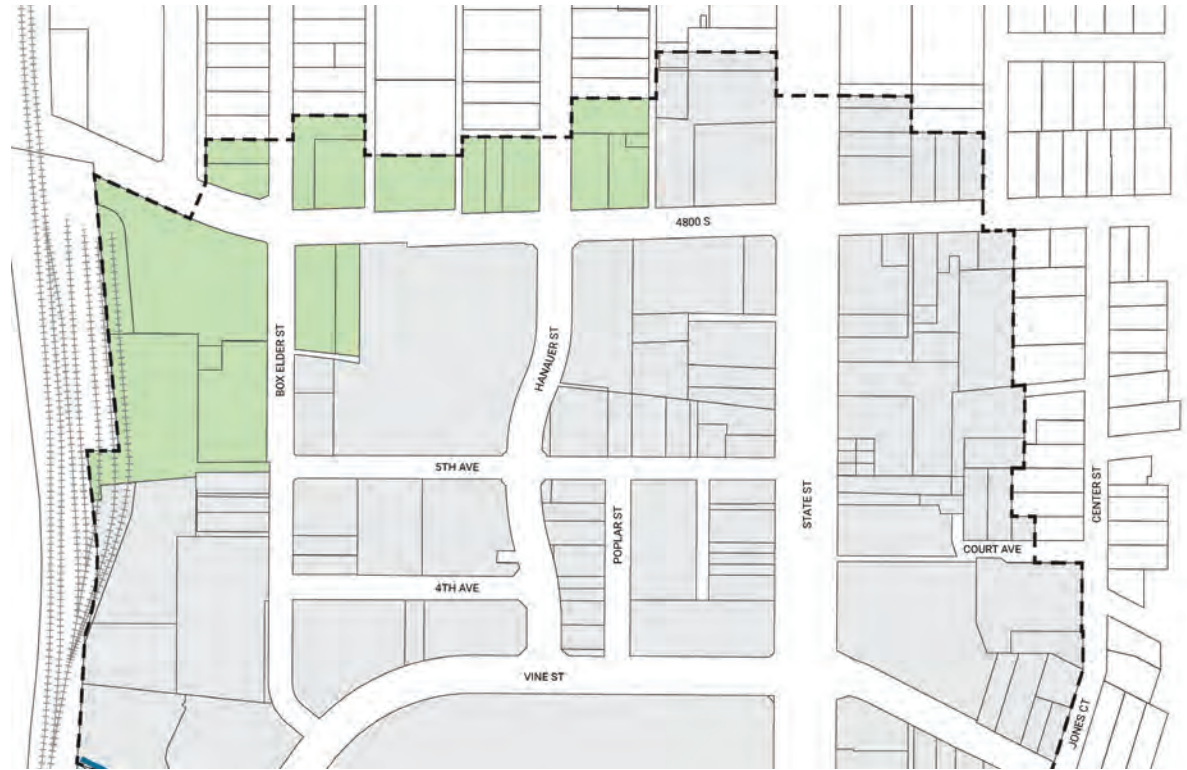 4800 S
BOX ELDER ST
HANAUER ST
5TH AVE
STATE ST
CENTER ST
POPLAR ST
COURT AVE
4TH AVE
VINE ST
JONES CT